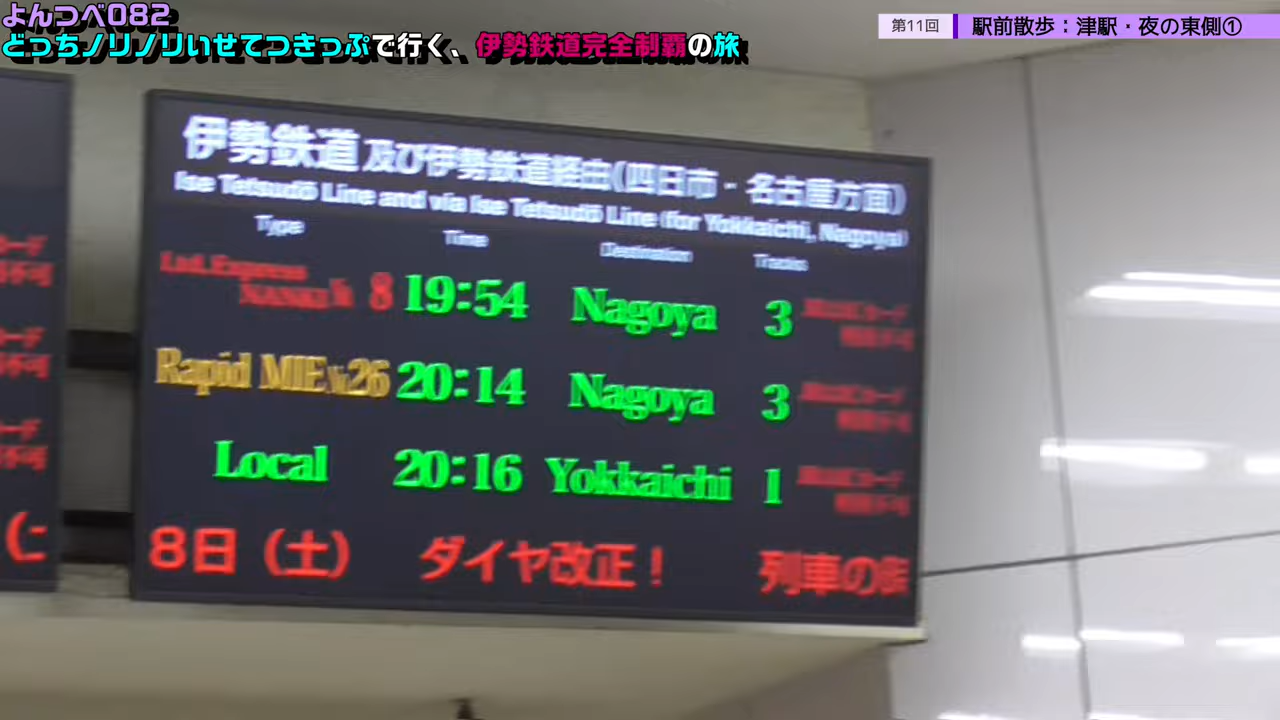 よんつべ082
どっちノリノリいせてつきっぷで行く、伊勢鉄道完全制覇の旅
第11回 駅前散歩：津駅・夜の東側①
伊勢鉄道及び伊勢鉄道経由(四日市・名古屋方面)
Ise Tetsudō Line and via Ise Tetsudō Line (for Yokkaichi, Nagoya)
Type Time Destination Tracks
Ltd.Express
NANKI 8 19:54 Nagoya 3
Rapid MIE No.26 20:14 Nagoya 3
Local 20:16 Yokkaichi 1
8日（土） ダイヤ改正！ 列車の